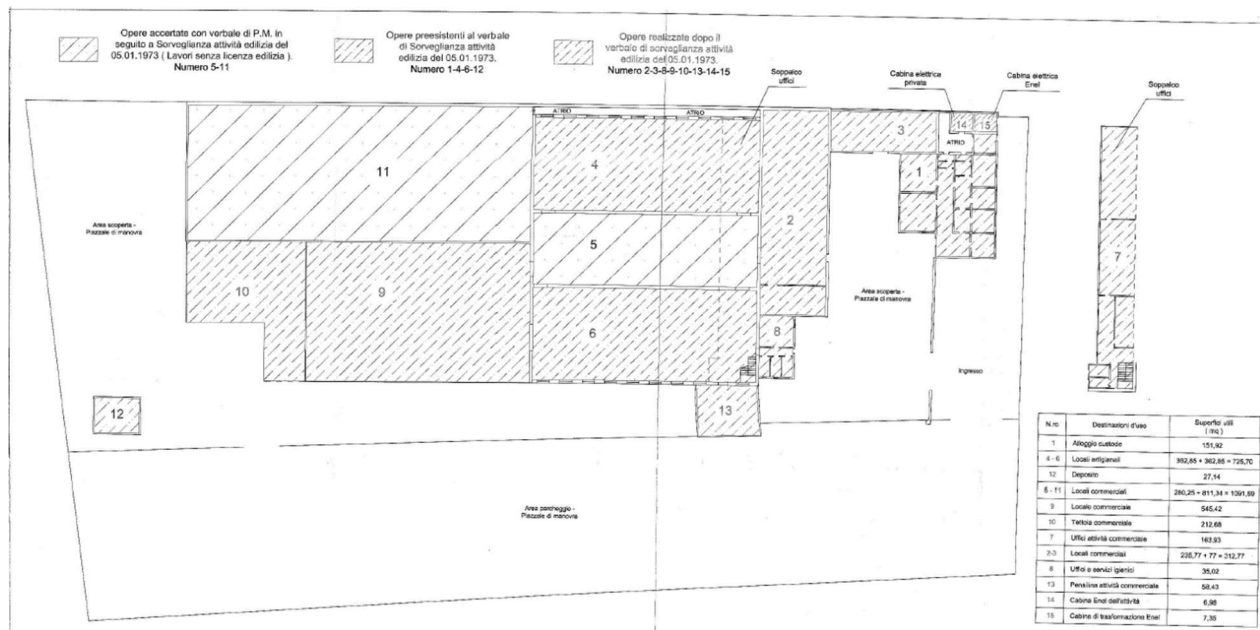 Opere accertate con verbale di P.M. in
seguito a Sorveglianza attività edilizia del
05.01.1973 ( Lavori senza licenza edilizia ).
Numero 5-11
Opere preesistenti al verbale
di Sorveglianza attività
edilizia del 05.01.1973.
Numero 1-4-6-12
Opere realizzate dopo il
verbale di sorveglianza attività
edilizia del 05.01.1973.
Numero 2-3-8-9-10-13-14-15
Soppalco
uffici
Cabina elettrica
privata
Cabina elettrica
Enel
Soppalco
uffici
ATRIO
ATRIO
3
14
15
ATRIO
11
4
1
2
Area scoperta -
Piazzale di manovra
5
7
10
9
Area scoperta -
Piazzale di manovra
6
8
Ingresso
12
13
Area parcheggio -
Piazzale di manovra
N.ro Destinazioni d'uso Superfici utili ( mq )
1 Alloggio custode 151,92
4 - 6 Locali artigianali 362,85 + 362,85 = 725,70
12 Deposito 27,14
5 - 11 Locali commerciali 280,25 + 811,34 = 1091,59
9 Locale commerciale 545,42
10 Tettoia commerciale 212,68
7 Uffici attività commerciale 163,93
2-3 Locali commerciali 235,77 + 77 = 312,77
8 Uffici e servizi igienici 35,02
13 Pensilina attività commerciale 58,43
14 Cabina Enel dell'attività 6,98
15 Cabina di trasformazione Enel 7,35